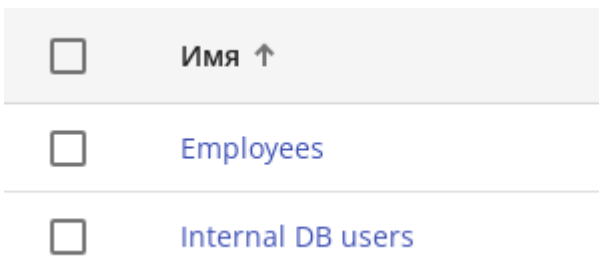 Имя ↑
Employees
Internal DB users